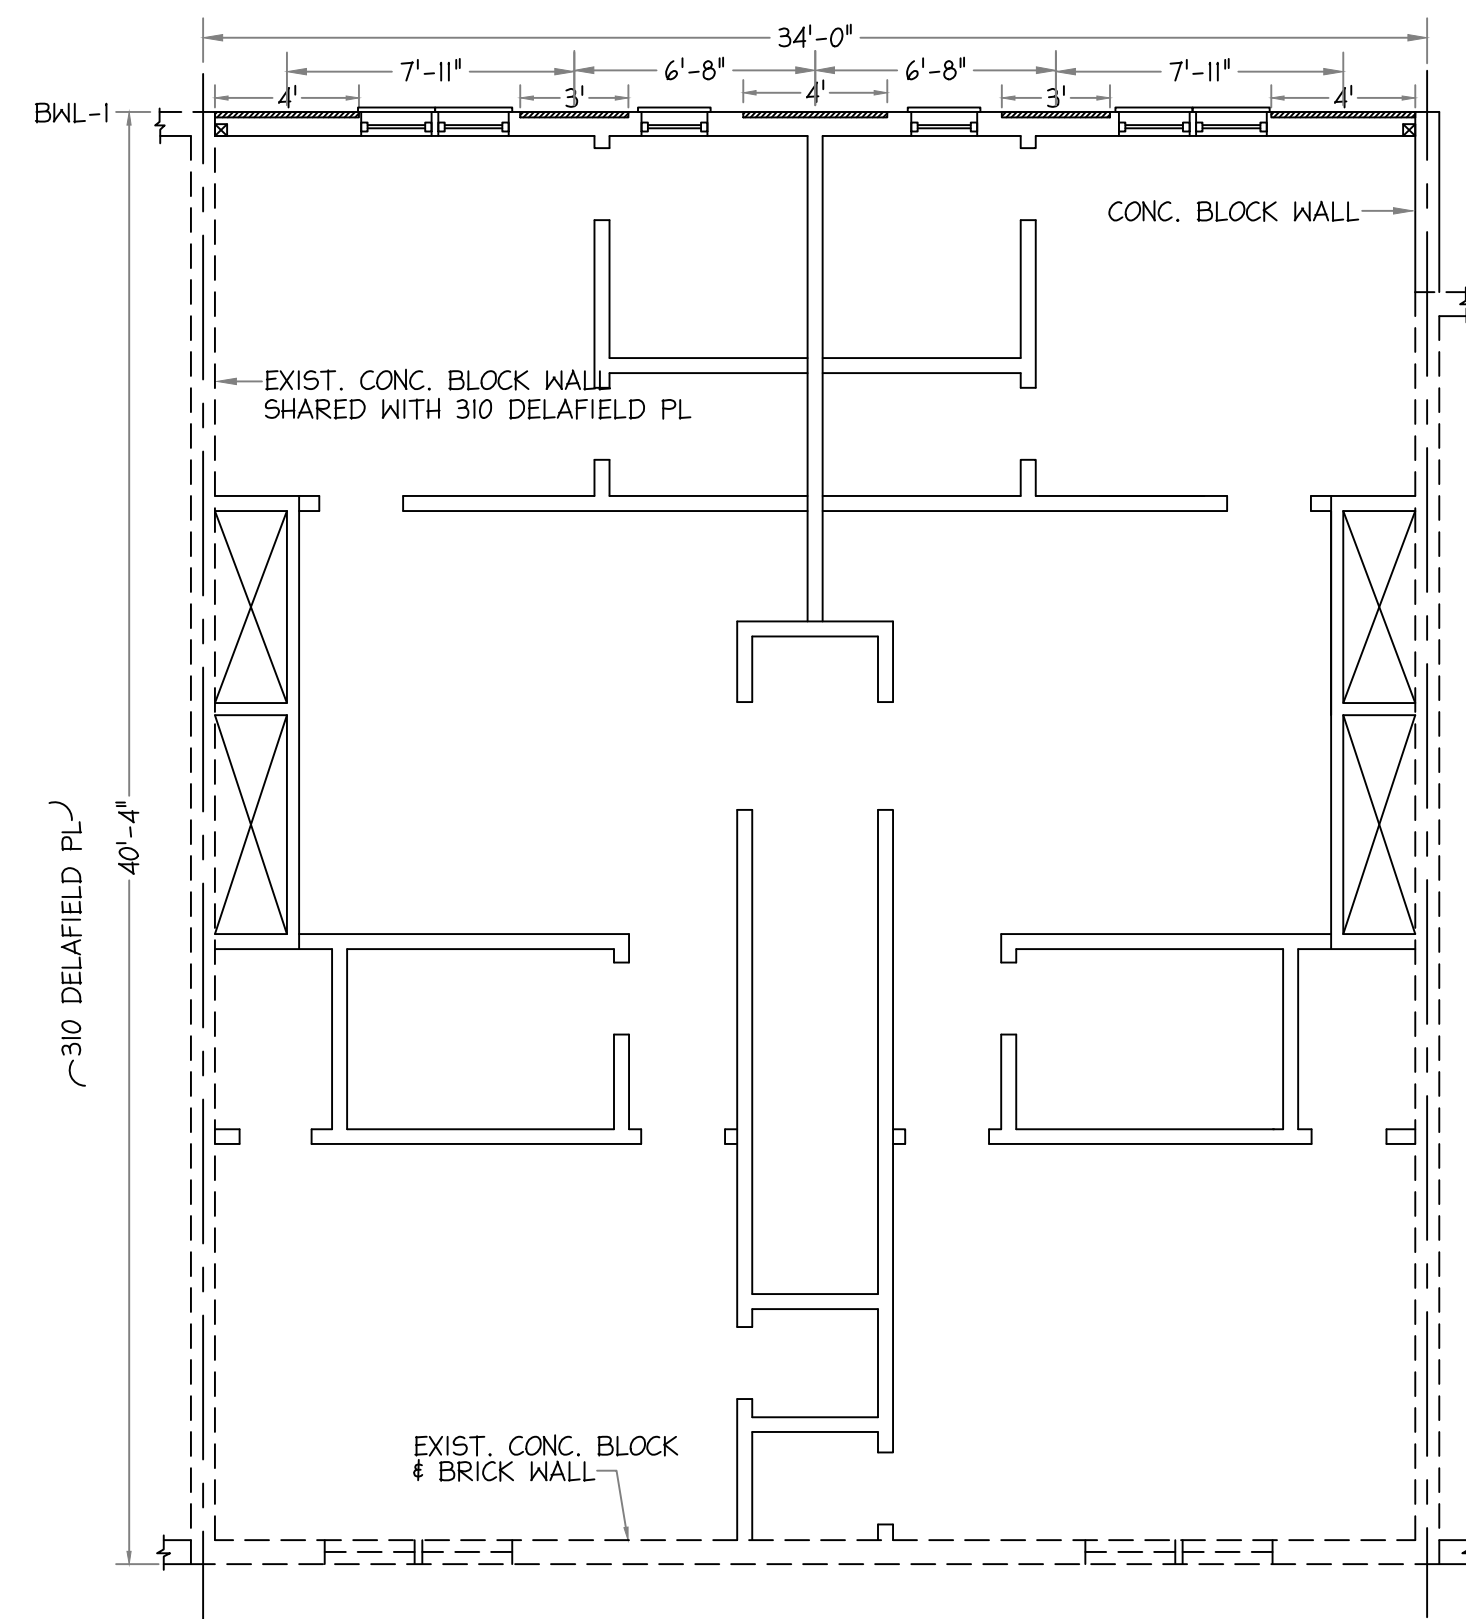 34'-0"
7'-11"
6'-8"
6'-8"
7'-11"
4'
3'
4'
3'
4'
BWL-1
CONC. BLOCK WALL
EXIST. CONC. BLOCK WALL
SHARED WITH 310 DELAFIELD PL
40'-4"
310 DELAFIELD PL
EXIST. CONC. BLOCK
& BRICK WALL